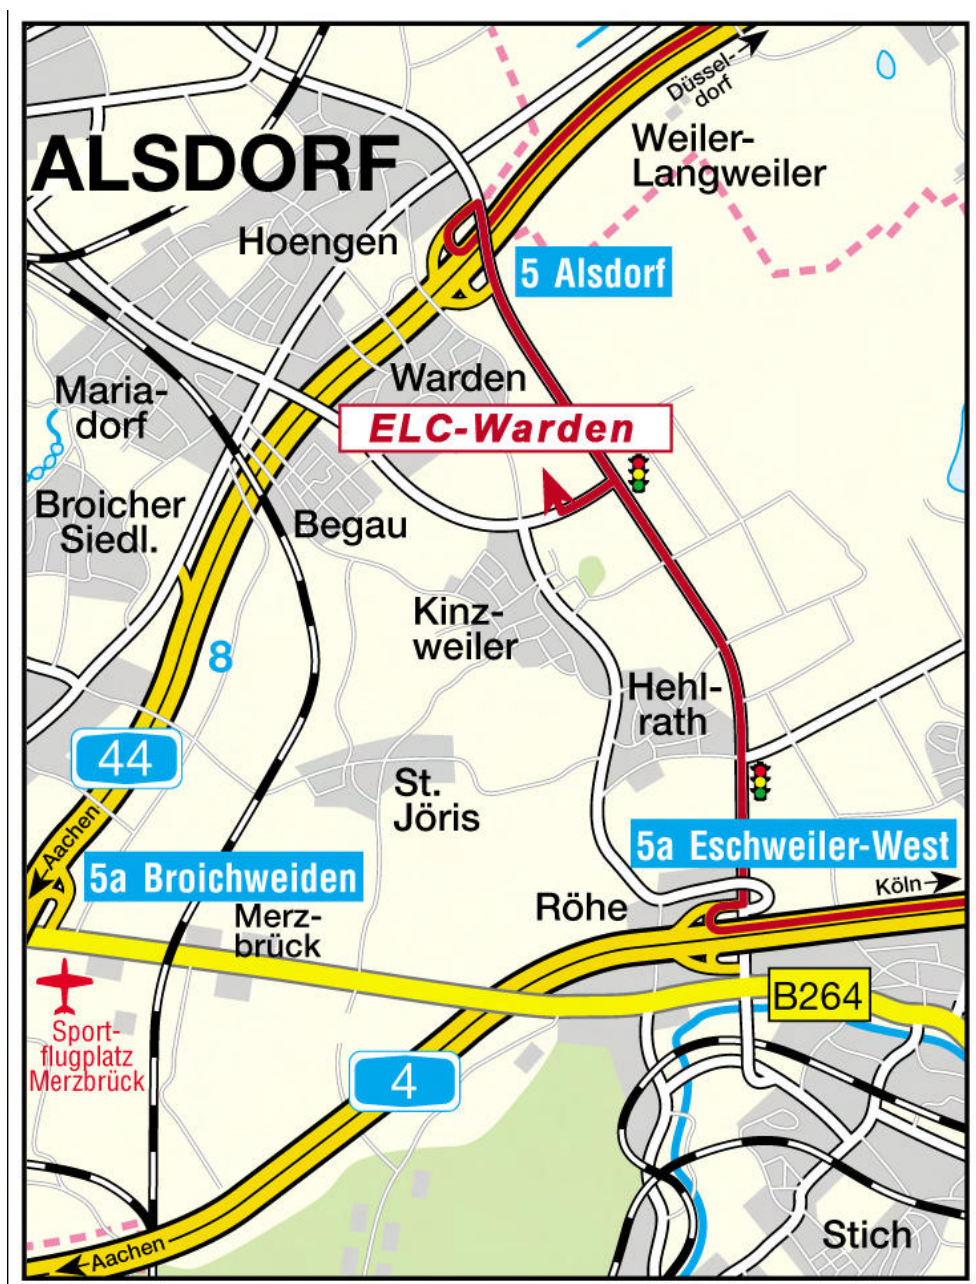 Düssel-
dorf
Weiler-
Langweiler
ALSDORF
Hoengen
5 Alsdorf
Warden
Maria-
dorf
ELC-Warden
Broicher
Siedl.
Begau
Kinz-
weiler
8
Hehl-
rath
44
St.
Jöris
Aachen
5a Eschweiler-West
5a Broichweiden
Köln
Röhe
Merz-
brück
B264
Sport-
flugplatz
Merzbrück
4
Stich
Aachen